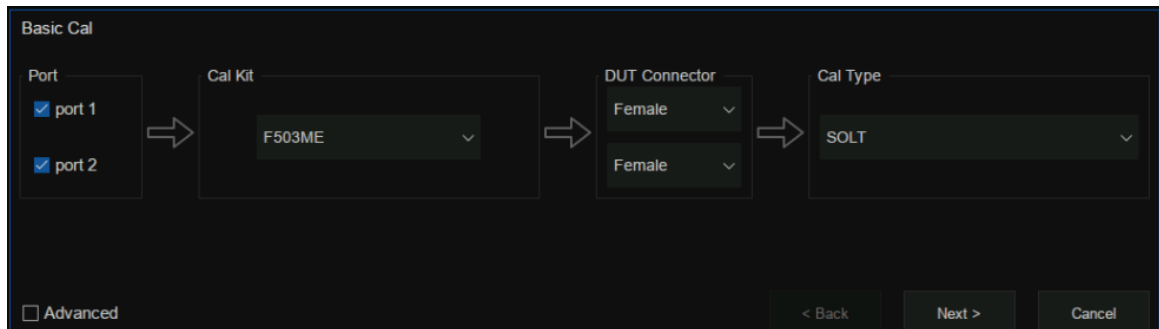 Basic Cal
Port
Cal Kit
DUT Connector
Cal Type
port 1
port 2
F503ME
Female
Female
SOLT
Advanced
< Back
Next >
Cancel